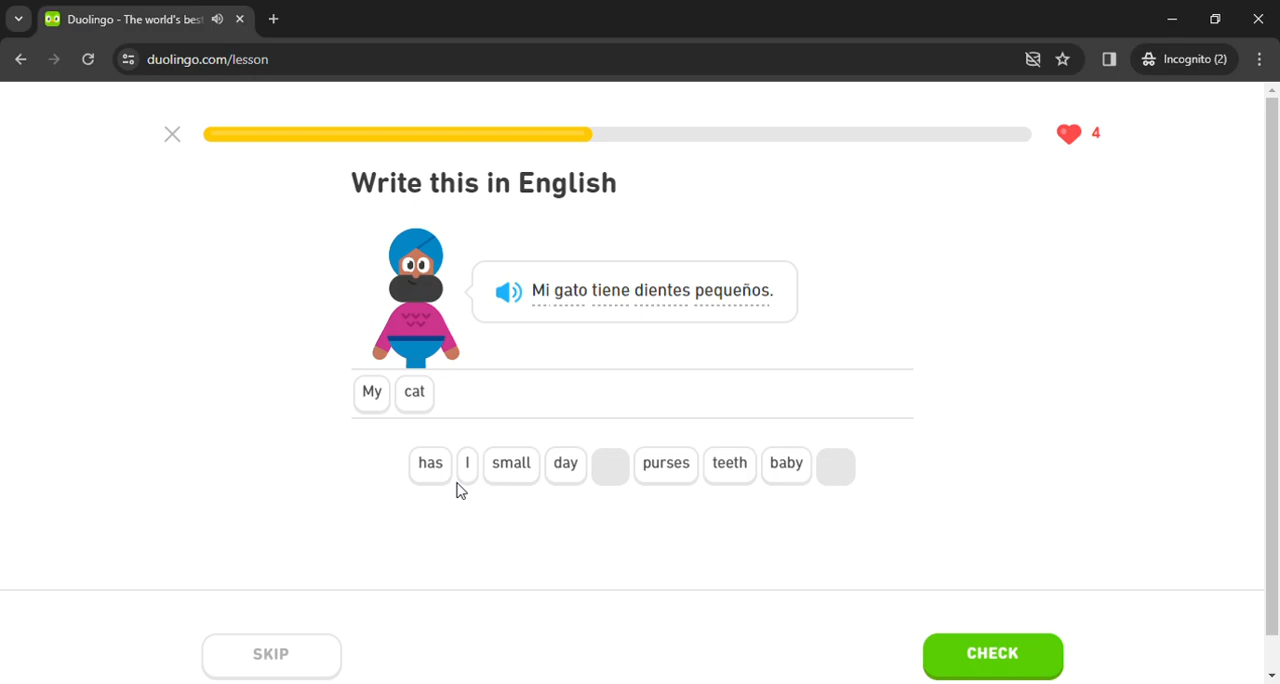 Duolingo - The world's bes
duolingo.com/lesson
Incognito (2)
4
Write this in English
Mi gato tiene dientes pequeños.
My cat
has I small day purses teeth baby
SKIP
CHECK